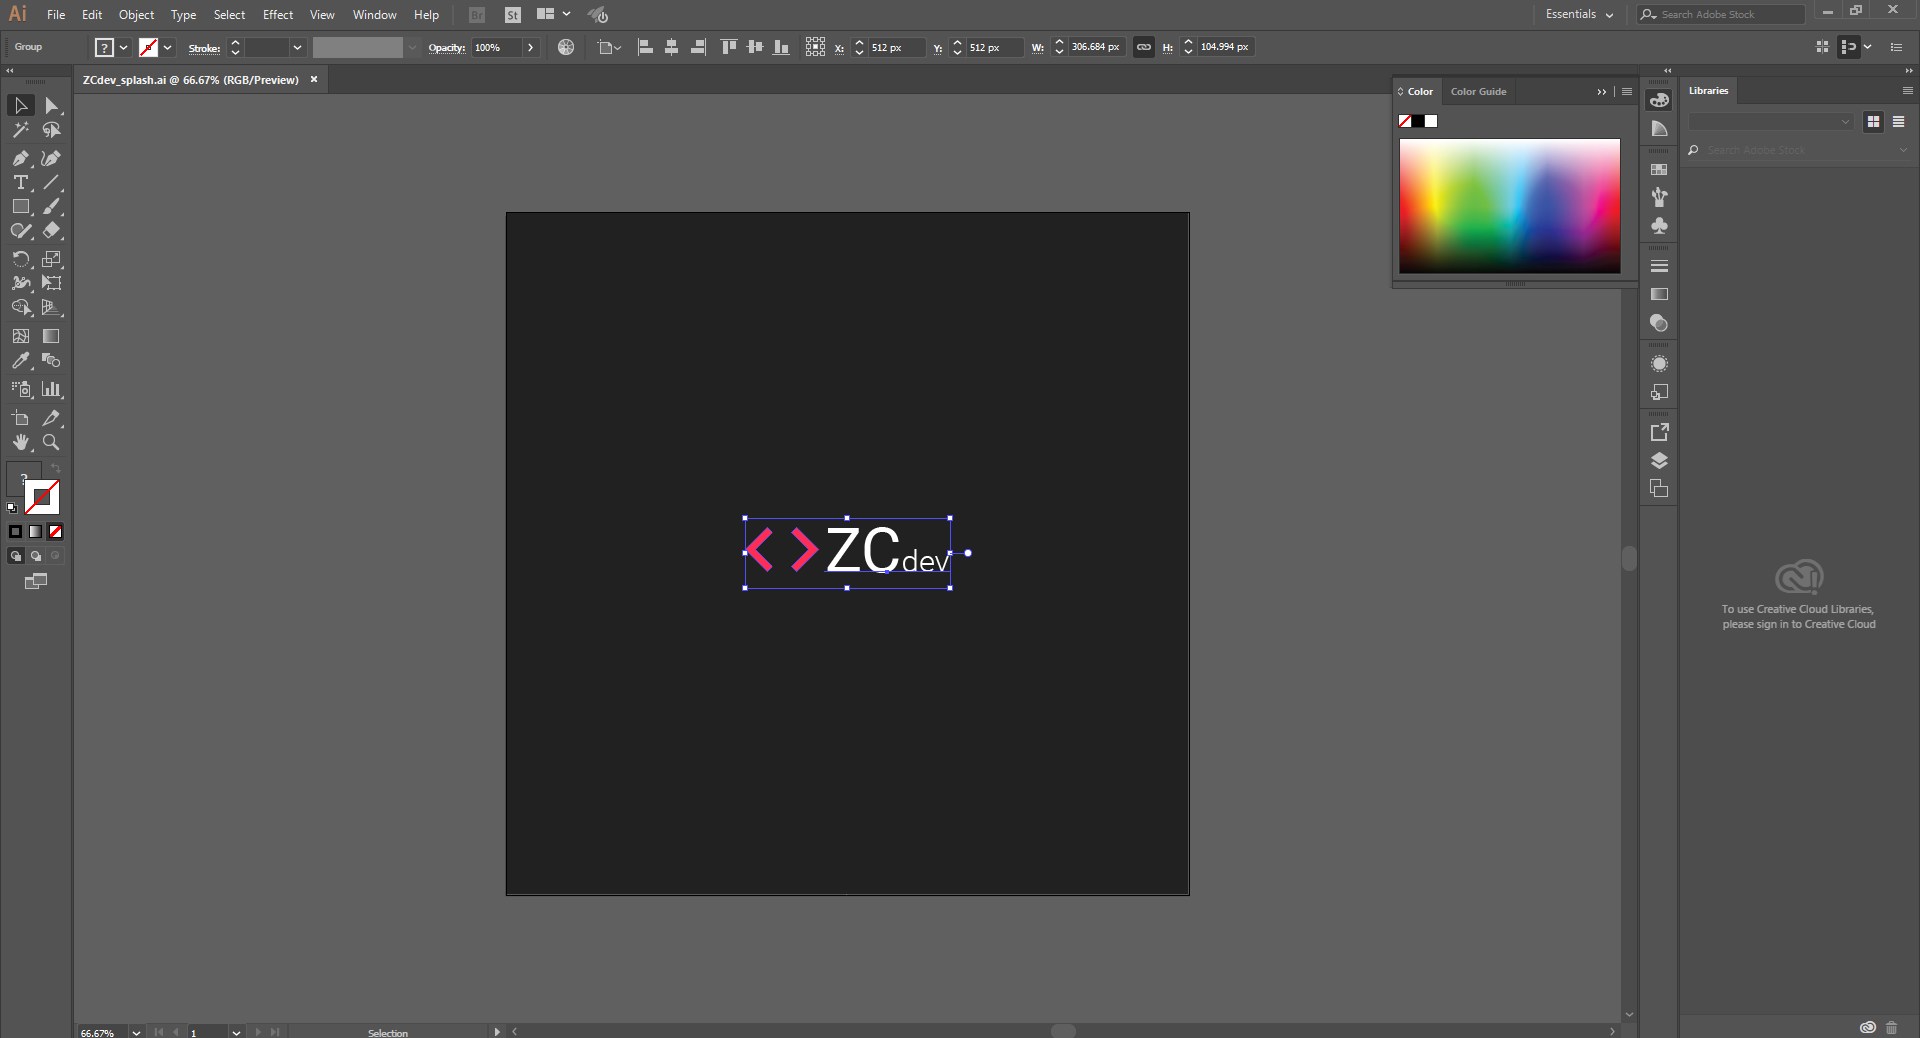 Ai File Edit Object Type Select Effect View Window Help Br St Essentials Search Adobe Stock
Group ? Stroke: Opacity: 100% X: 512 px Y: 512 px W: 306.684 px H: 104.994 px
ZCdev_splash.ai @ 66.67% (RGB/Preview) ×
Color Color Guide
Libraries
Search Adobe Stock
?
< > ZCdev
To use Creative Cloud Libraries,
please sign in to Creative Cloud
66.67% 1 Selection